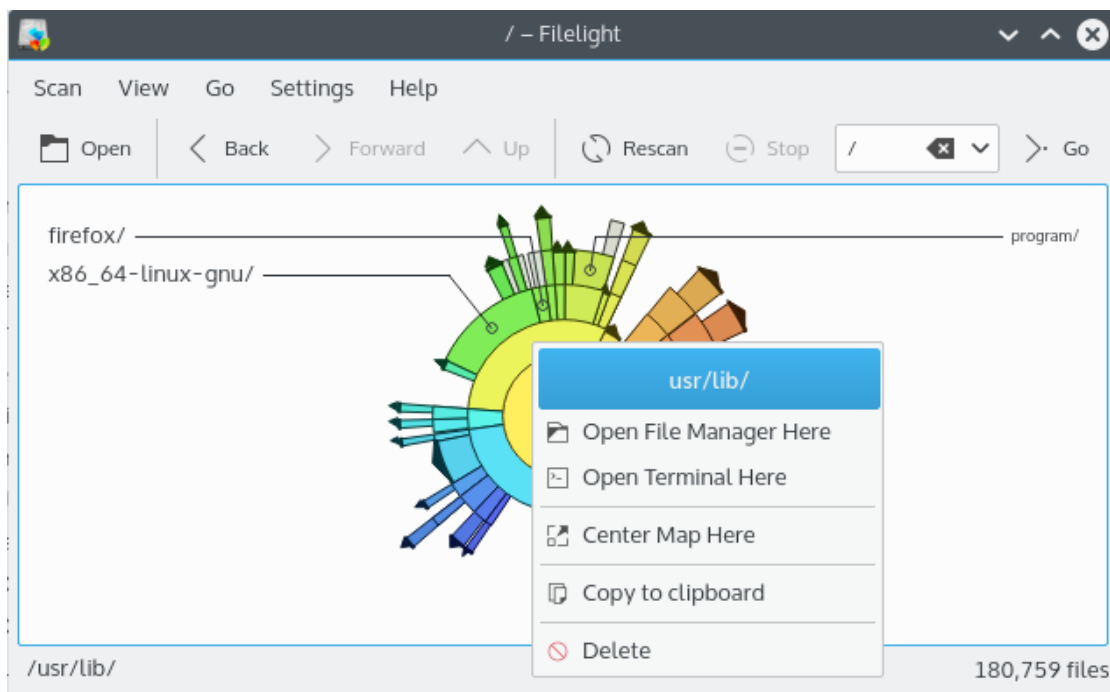 / – Filelight
Scan View Go Settings Help
Open Back Forward Up Rescan Stop / Go
firefox/ program/
x86_64-linux-gnu/
usr/lib/
Open File Manager Here
Open Terminal Here
Center Map Here
Copy to clipboard
Delete
/usr/lib/ 180,759 files